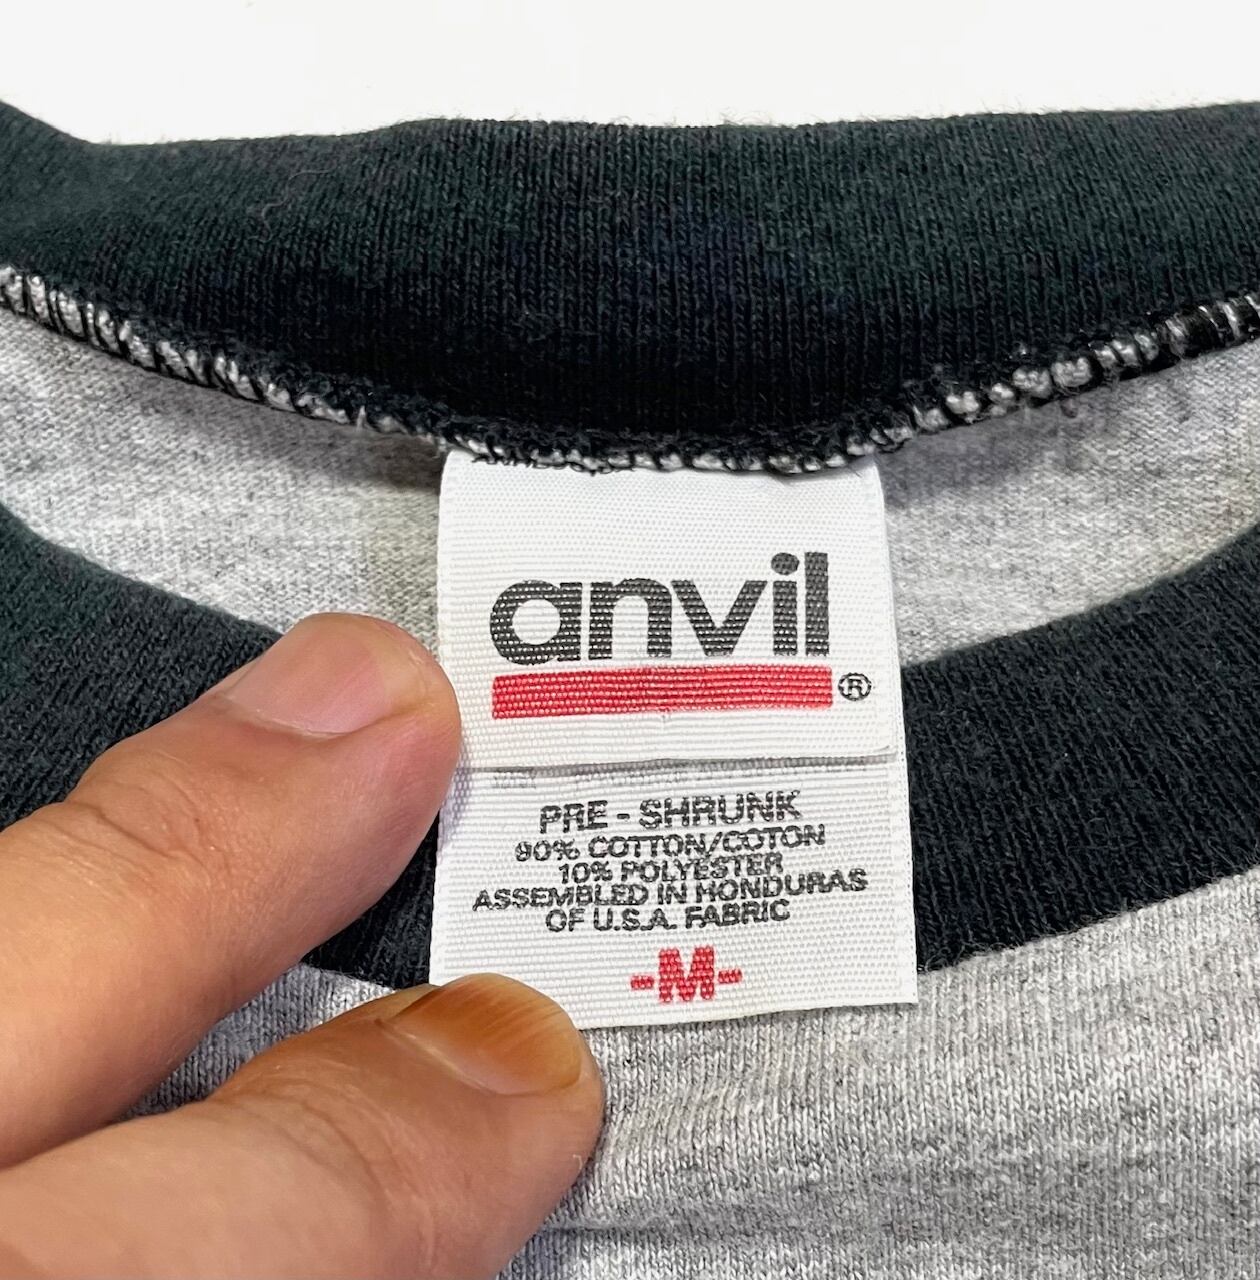 anvil
®
PRE - SHRUNK
90% COTTON/COTON
10% POLYESTER
ASSEMBLED IN HONDURAS
OF U.S.A. FABRIC
-M-